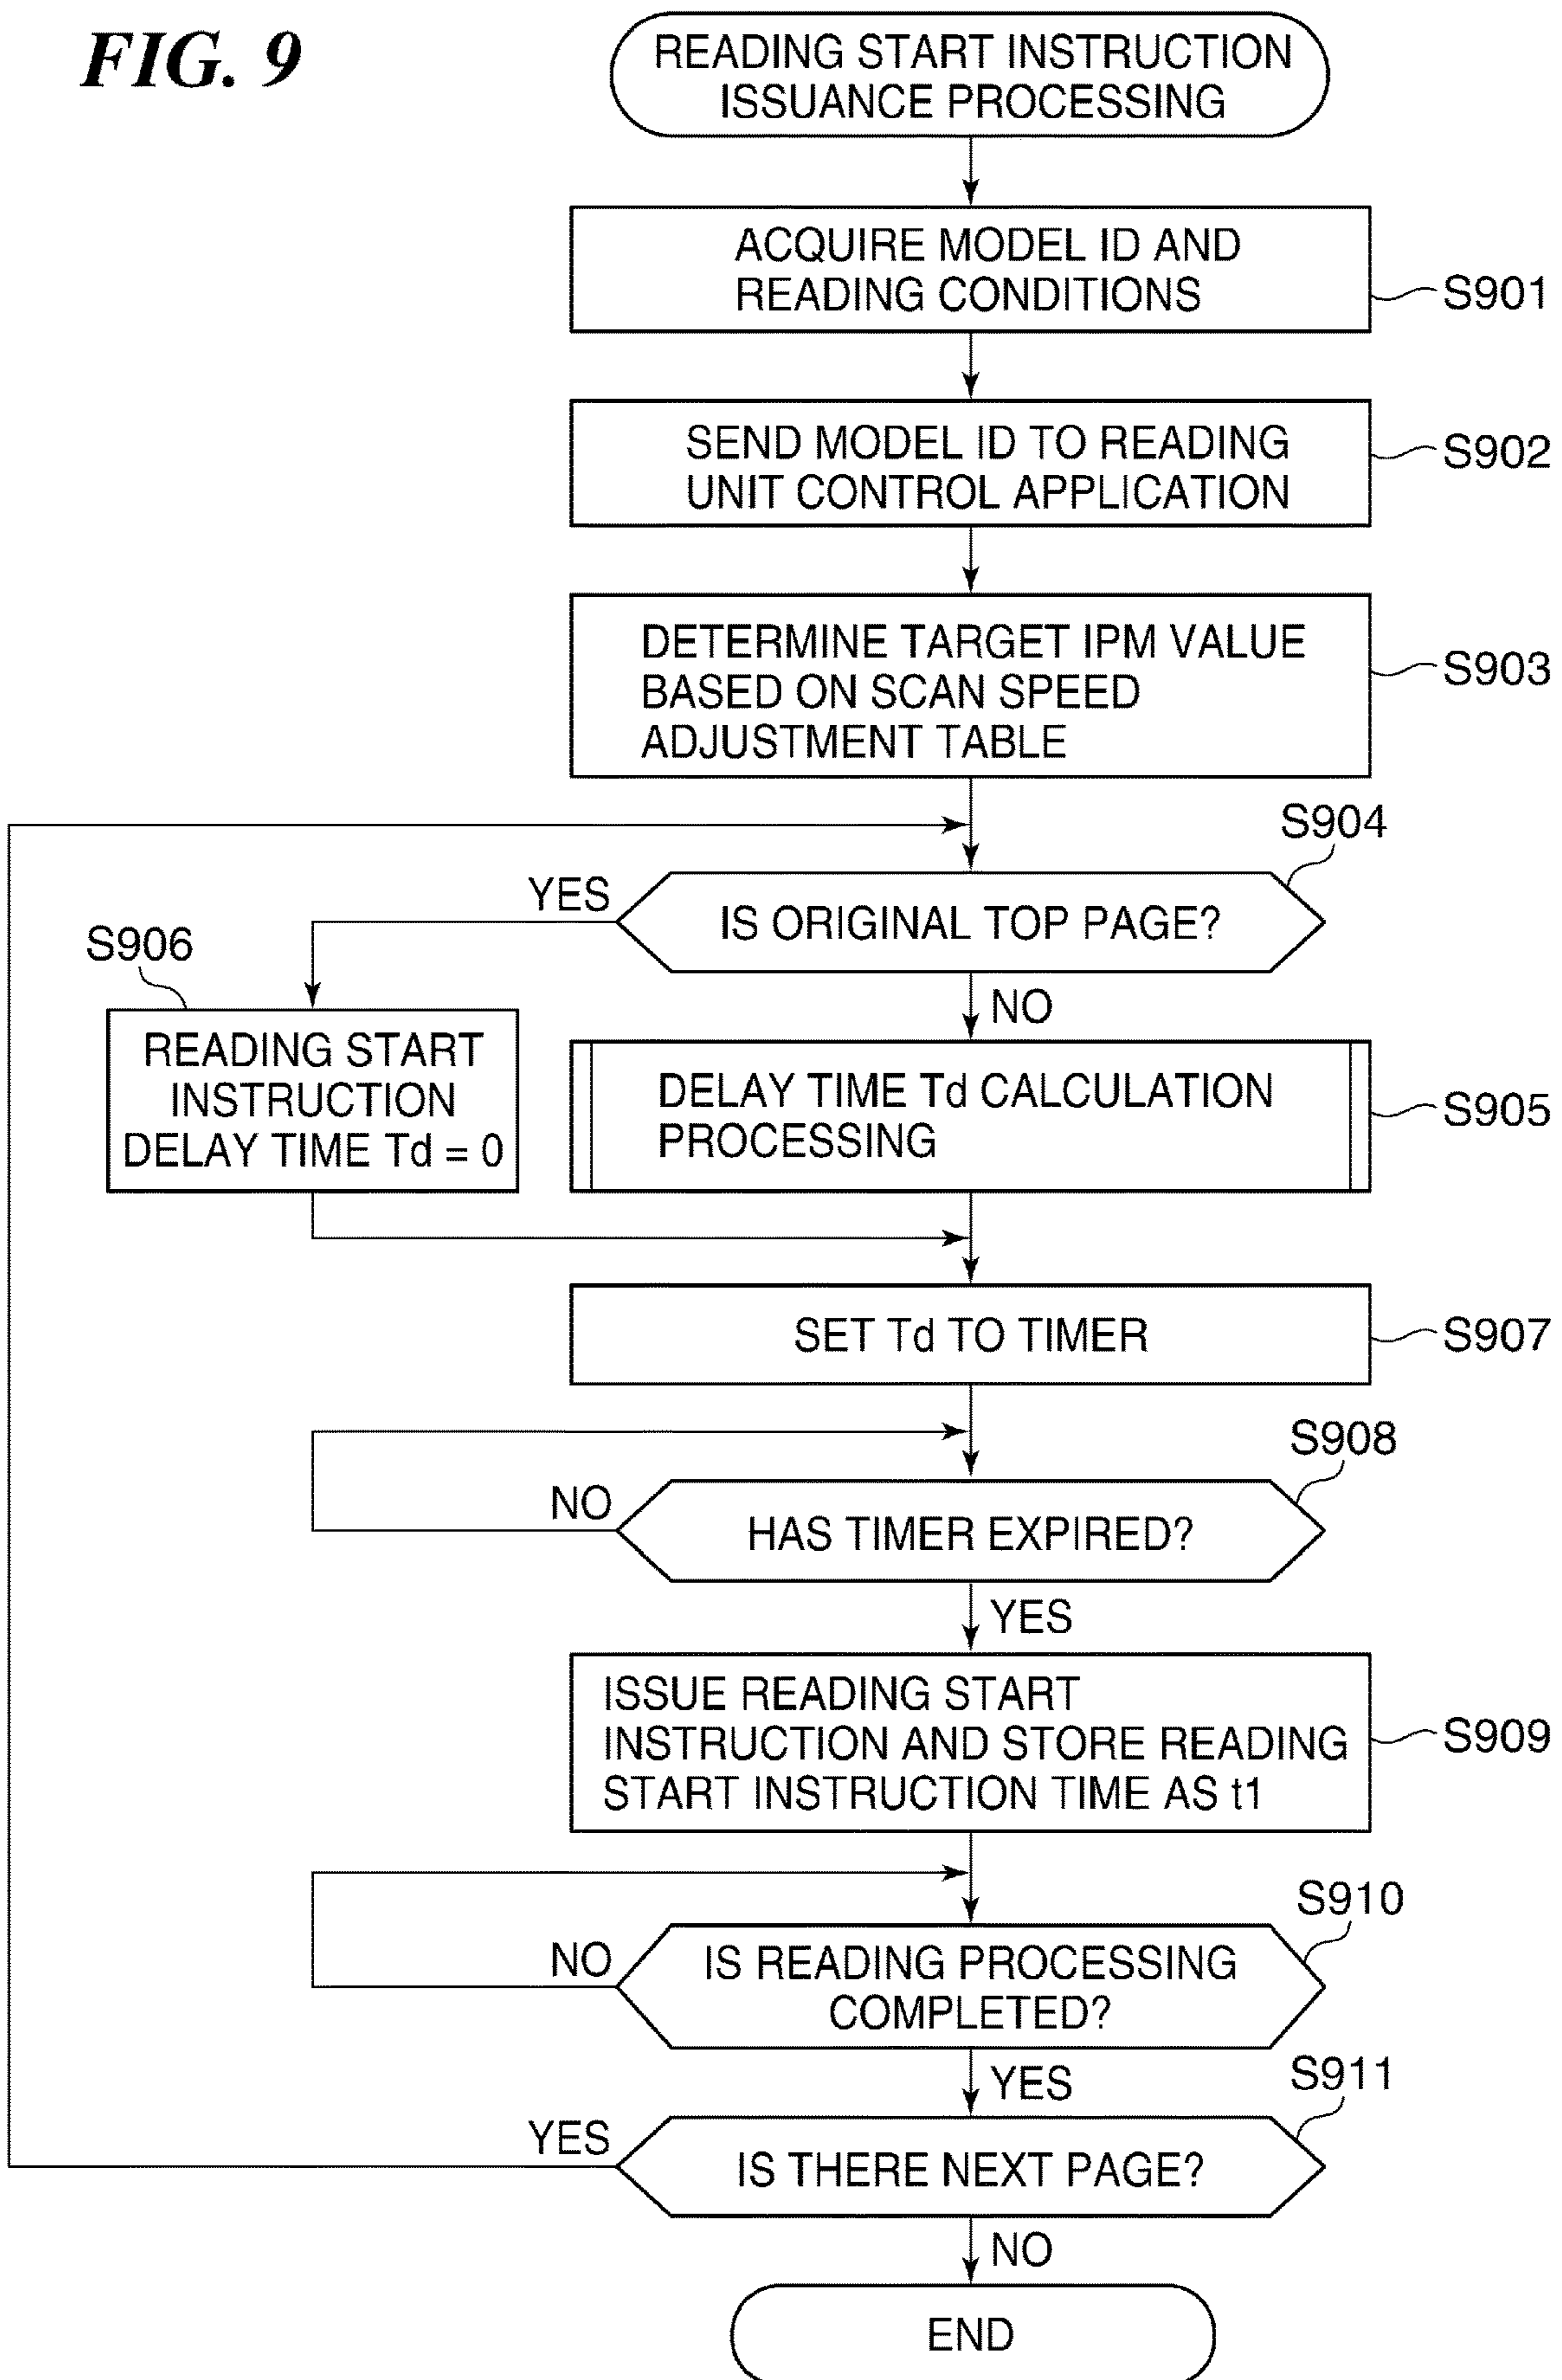 FIG. 9
READING START INSTRUCTION
ISSUANCE PROCESSING
ACQUIRE MODEL ID AND
READING CONDITIONS
S901
SEND MODEL ID TO READING
UNIT CONTROL APPLICATION
S902
DETERMINE TARGET IPM VALUE
BASED ON SCAN SPEED
ADJUSTMENT TABLE
S903
S904
IS ORIGINAL TOP PAGE?
YES
NO
S906
READING START
INSTRUCTION
DELAY TIME Td = 0
DELAY TIME Td CALCULATION
PROCESSING
S905
SET Td TO TIMER
S907
S908
HAS TIMER EXPIRED?
NO
YES
ISSUE READING START
INSTRUCTION AND STORE READING
START INSTRUCTION TIME AS t1
S909
S910
IS READING PROCESSING
COMPLETED?
NO
YES
S911
IS THERE NEXT PAGE?
YES
NO
END